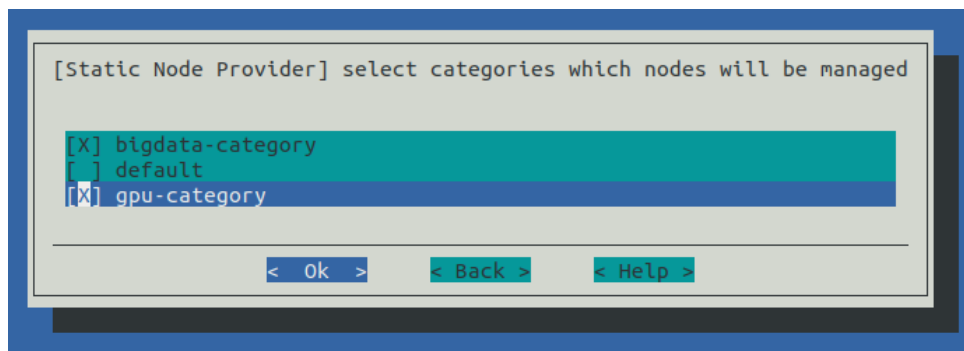 [Static Node Provider] select categories which nodes will be managed
[X] bigdata-category
[ ] default
[X] gpu-category
< Ok > < Back > < Help >